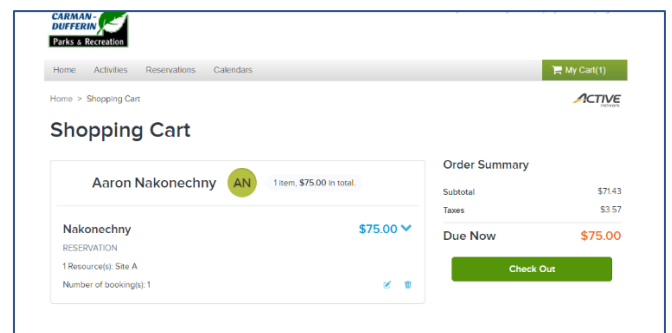 CARMAN-
DUFFERIN
Parks & Recreation
Home Activities Reservations Calendars
My Cart(1)
Home > Shopping Cart
ACTIVE
network
Shopping Cart
Aaron Nakonechny AN 1 item, $75.00 in total.
Nakonechny $75.00
RESERVATION
1 Resource(s): Site A
Number of booking(s): 1
Order Summary
Subtotal $71.43
Taxes $3.57
Due Now $75.00
Check Out